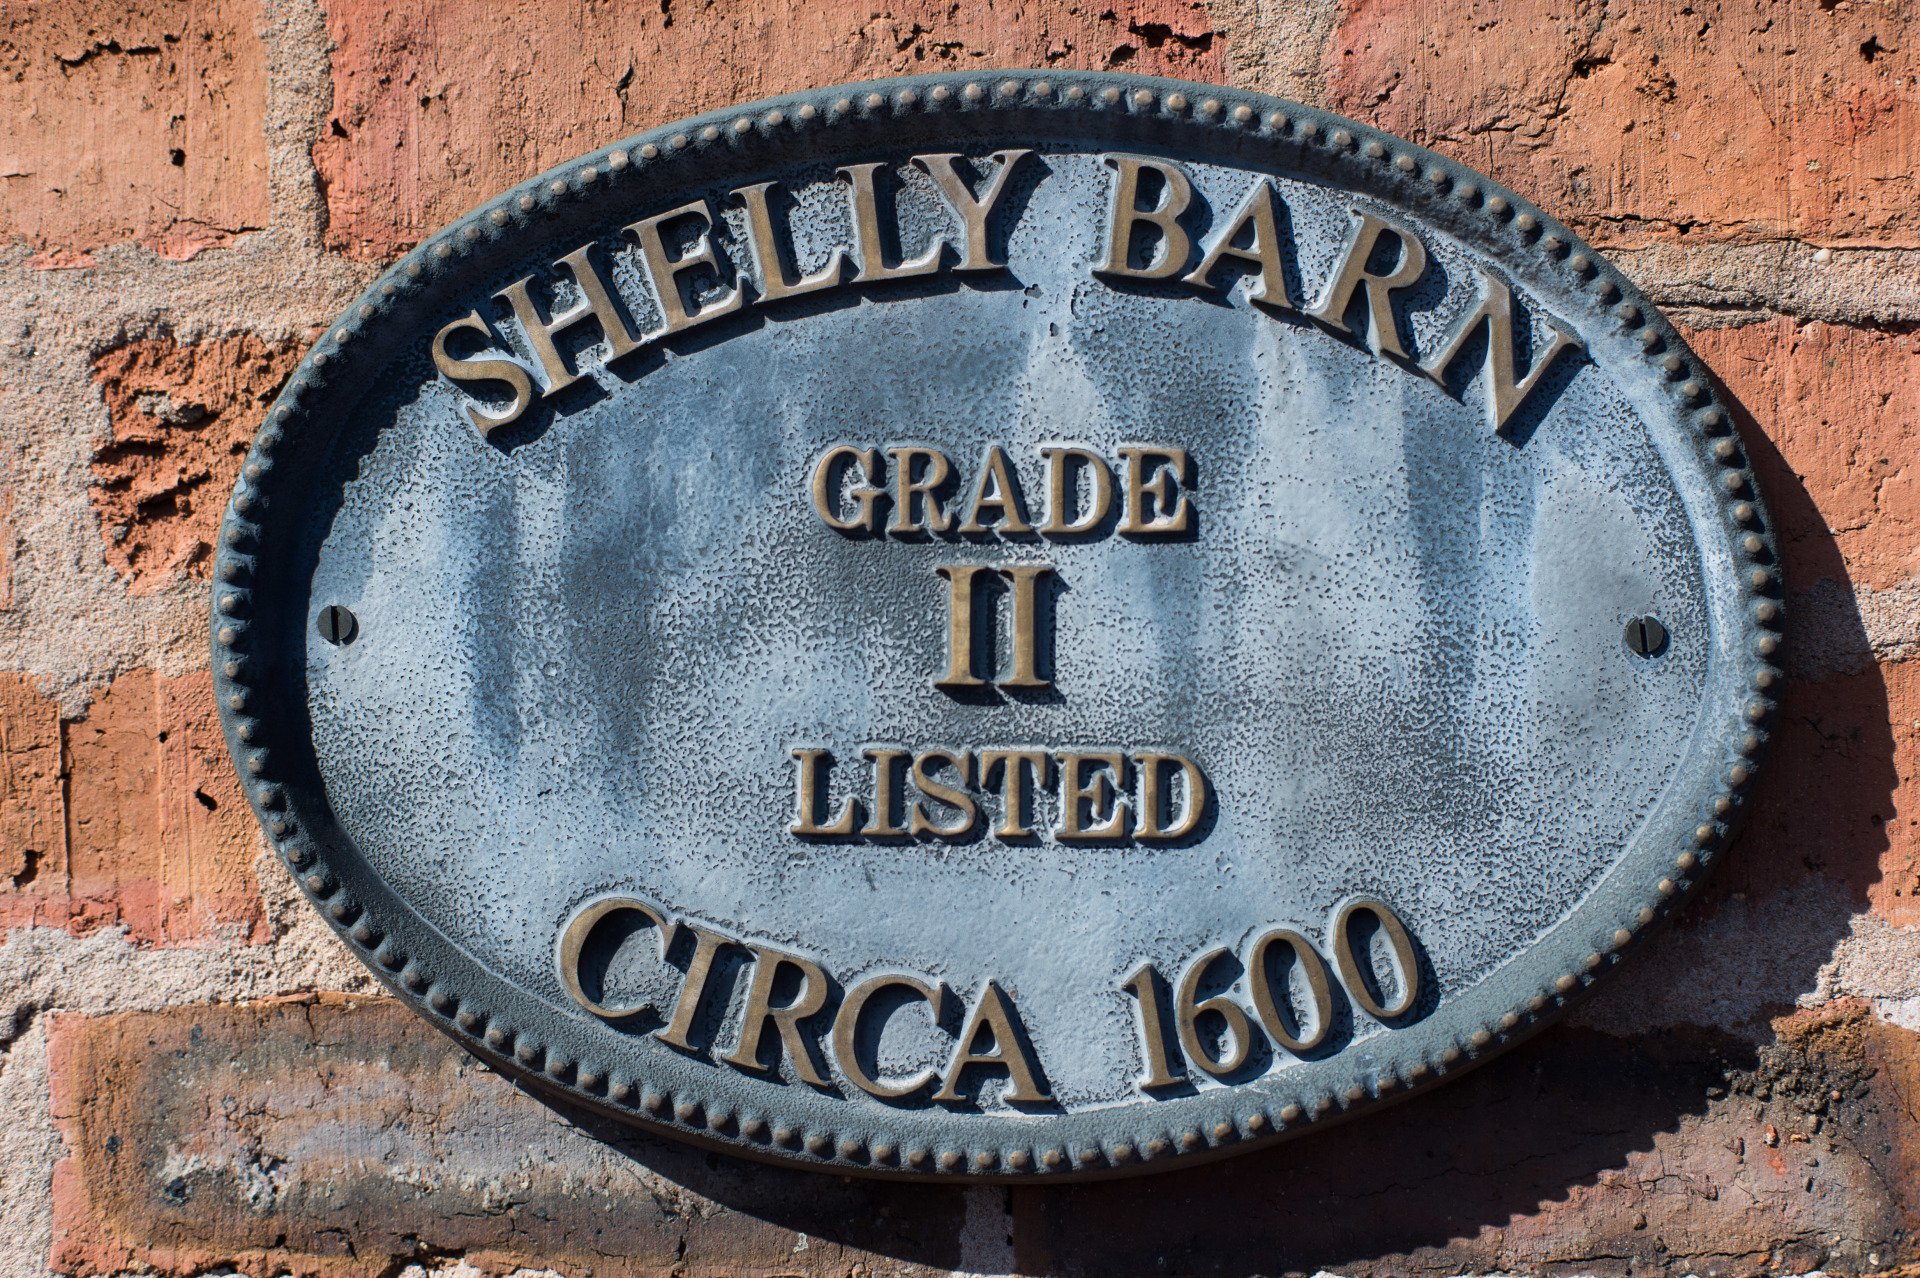 SHELLY BARN
GRADE
II
LISTED
CIRCA 1600